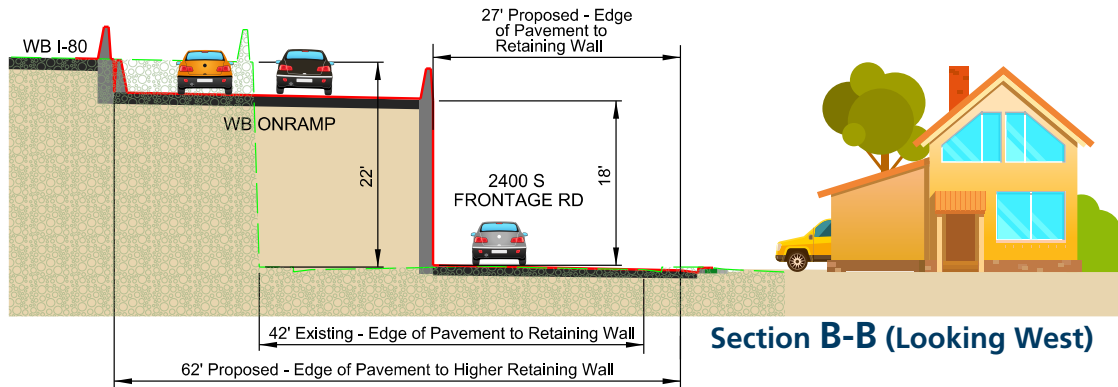 27' Proposed - Edge
of Pavement to
Retaining Wall
WB I-80
WB ONRAMP
22'
18'
2400 S
FRONTAGE RD
42' Existing - Edge of Pavement to Retaining Wall
62' Proposed - Edge of Pavement to Higher Retaining Wall
Section B-B (Looking West)